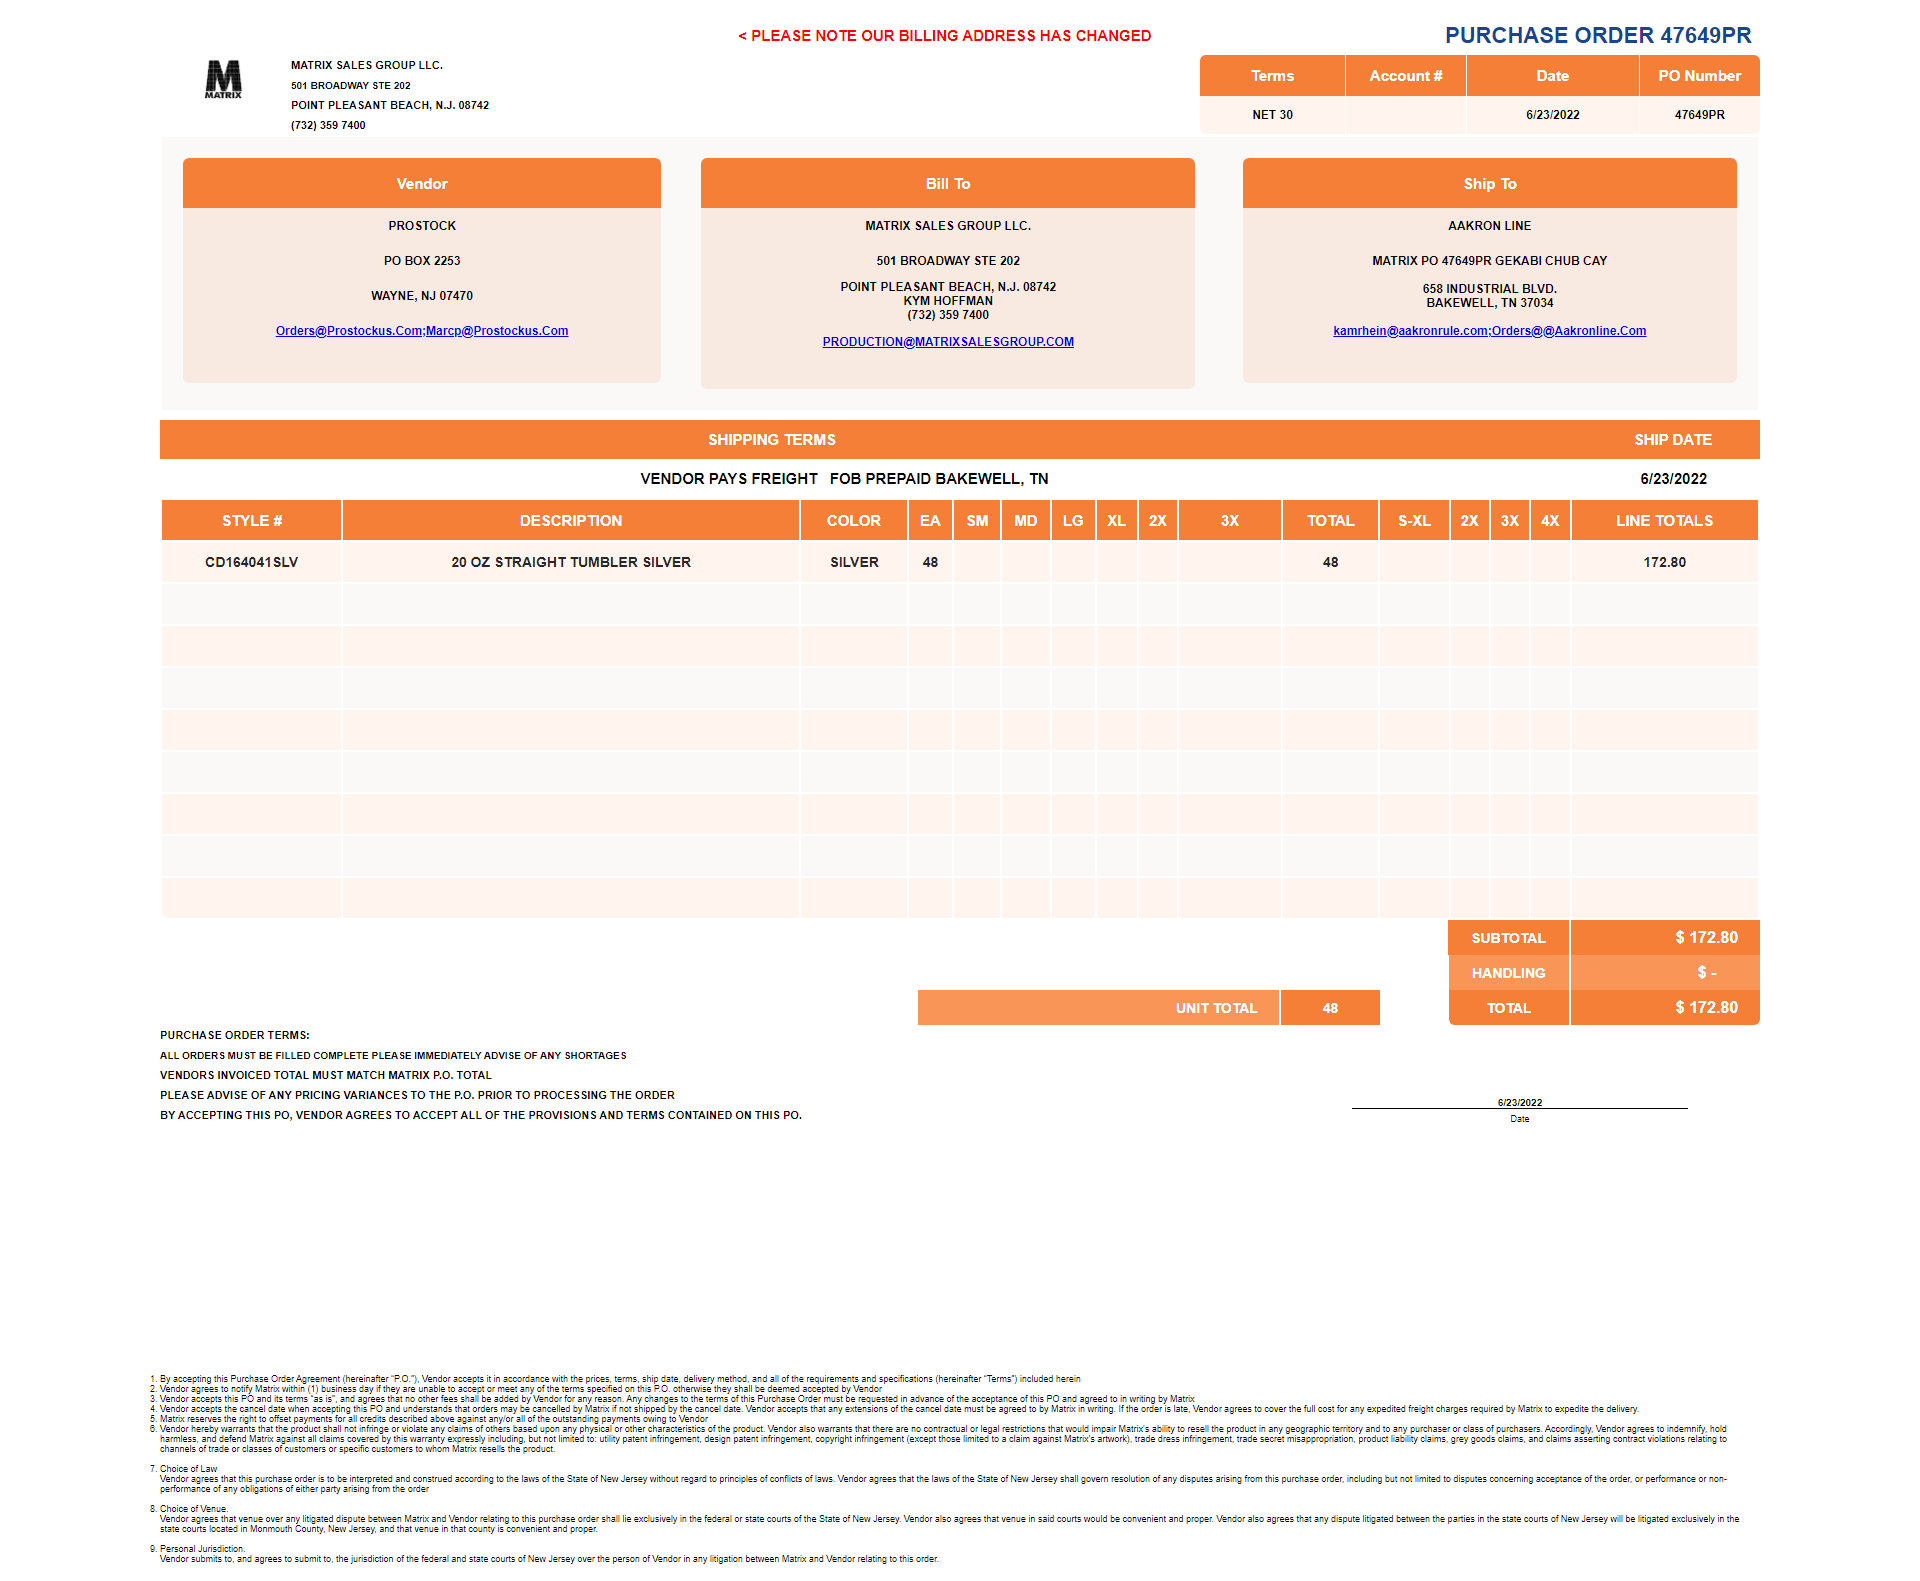 < PLEASE NOTE OUR BILLING ADDRESS HAS CHANGED
PURCHASE ORDER 47649PR
MATRIX
MATRIX SALES GROUP LLC.
501 BROADWAY STE 202
POINT PLEASANT BEACH, N.J. 08742
(732) 359 7400
Terms Account # Date PO Number
NET 30 6/23/2022 47649PR
Vendor
PROSTOCK
PO BOX 2253
WAYNE, NJ 07470
Orders@Prostockus.Com;Marcp@Prostockus.Com
Bill To
MATRIX SALES GROUP LLC.
501 BROADWAY STE 202
POINT PLEASANT BEACH, N.J. 08742
KYM HOFFMAN
(732) 359 7400
PRODUCTION@MATRIXSALESGROUP.COM
Ship To
AAKRON LINE
MATRIX PO 47649PR GEKABI CHUB CAY
658 INDUSTRIAL BLVD.
BAKEWELL, TN 37034
kamrhein@aakronrule.com;Orders@@Aakronline.Com
SHIPPING TERMS SHIP DATE
VENDOR PAYS FREIGHT FOB PREPAID BAKEWELL, TN 6/23/2022
STYLE # DESCRIPTION COLOR EA SM MD LG XL 2X 3X TOTAL S-XL 2X 3X 4X LINE TOTALS
CD164041SLV 20 OZ STRAIGHT TUMBLER SILVER SILVER 48 48 172.80
SUBTOTAL $ 172.80
HANDLING $ -
UNIT TOTAL 48 TOTAL $ 172.80
PURCHASE ORDER TERMS:
ALL ORDERS MUST BE FILLED COMPLETE PLEASE IMMEDIATELY ADVISE OF ANY SHORTAGES
VENDORS INVOICED TOTAL MUST MATCH MATRIX P.O. TOTAL
PLEASE ADVISE OF ANY PRICING VARIANCES TO THE P.O. PRIOR TO PROCESSING THE ORDER
BY ACCEPTING THIS PO, VENDOR AGREES TO ACCEPT ALL OF THE PROVISIONS AND TERMS CONTAINED ON THIS PO.
6/23/2022
Date
1. By accepting this Purchase Order Agreement (hereinafter “P.O.”), Vendor accepts it in accordance with the prices, terms, ship date, delivery method, and all of the requirements and specifications (hereinafter “Terms”) included herein
2. Vendor agrees to notify Matrix within (1) business day if they are unable to accept or meet any of the terms specified on this P.O. otherwise they shall be deemed accepted by Vendor
3. Vendor accepts this PO and its terms “as is”, and agrees that no other fees shall be added by Vendor for any reason. Any changes to the terms of this Purchase Order must be requested in advance of the acceptance of this PO and agreed to in writing by Matrix
4. Vendor accepts the cancel date when accepting this PO and understands that orders may be cancelled by Matrix if not shipped by the cancel date. Vendor accepts that any extensions of the cancel date must be agreed to by Matrix in writing. If the order is late, Vendor agrees to cover the full cost for any expedited freight charges required by Matrix to expedite the delivery.
5. Matrix reserves the right to offset payments for all credits described above against any/or all of the outstanding payments owing to Vendor
6. Vendor hereby warrants that the product shall not infringe or violate any claims of others based upon any physical or other characteristics of the product. Vendor also warrants that there are no contractual or legal restrictions that would impair Matrix's ability to resell the product in any geographic territory and to any purchaser or class of purchasers. Accordingly, Vendor agrees to indemnify, hold
harmless, and defend Matrix against all claims covered by this warranty expressly including, but not limited to: utility patent infringement, design patent infringement, copyright infringement (except those limited to a claim against Matrix's artwork), trade dress infringement, trade secret misappropriation, product liability claims, grey goods claims, and claims asserting contract violations relating to
channels of trade or classes of customers or specific customers to whom Matrix resells the product.
7. Choice of Law
Vendor agrees that this purchase order is to be interpreted and construed according to the laws of the State of New Jersey without regard to principles of conflicts of laws. Vendor agrees that the laws of the State of New Jersey shall govern resolution of any disputes arising from this purchase order, including but not limited to disputes concerning acceptance of the order, or performance or non-
performance of any obligations of either party arising from the order
8. Choice of Venue.
Vendor agrees that venue over any litigated dispute between Matrix and Vendor relating to this purchase order shall lie exclusively in the federal or state courts of the State of New Jersey. Vendor also agrees that venue in said courts would be convenient and proper. Vendor also agrees that any dispute litigated between the parties in the state courts of New Jersey will be litigated exclusively in the
state courts located in Monmouth County, New Jersey, and that venue in that county is convenient and proper.
9. Personal Jurisdiction.
Vendor submits to, and agrees to submit to, the jurisdiction of the federal and state courts of New Jersey over the person of Vendor in any litigation between Matrix and Vendor relating to this order.